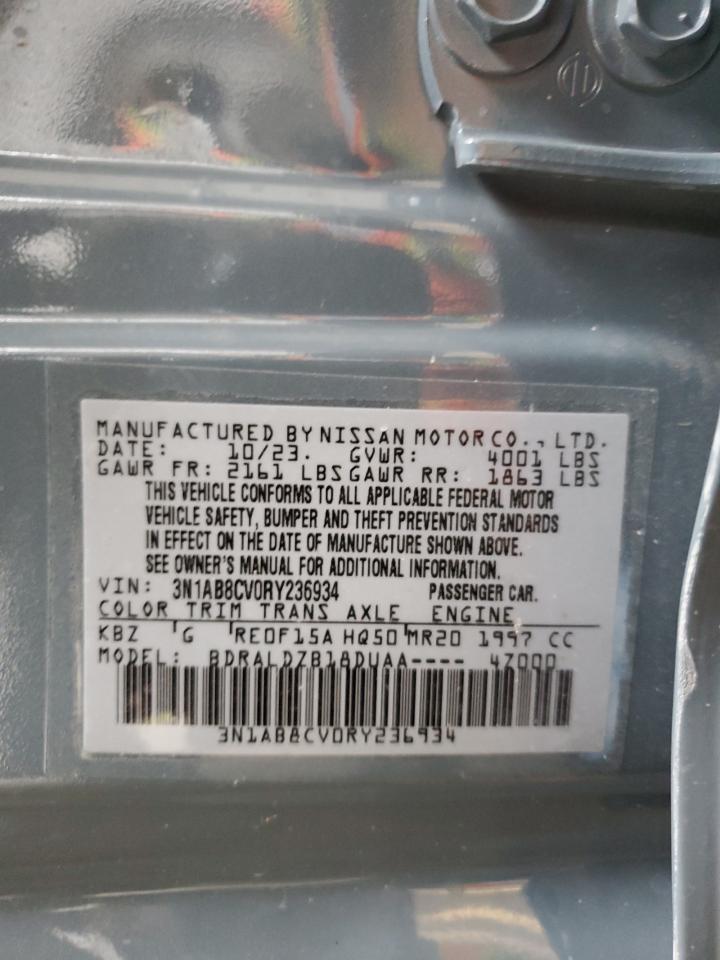 MANUFACTURED BY NISSAN MOTOR CO., LTD.
DATE: 10/23. GVWR: 4001 LBS
GAWR FR: 2161 LBS GAWR RR: 1863 LBS
THIS VEHICLE CONFORMS TO ALL APPLICABLE FEDERAL MOTOR
VEHICLE SAFETY, BUMPER AND THEFT PREVENTION STANDARDS
IN EFFECT ON THE DATE OF MANUFACTURE SHOWN ABOVE.
SEE OWNER'S MANUAL FOR ADDITIONAL INFORMATION.
VIN: 3N1AB8CV0RY236934 PASSENGER CAR.
COLOR TRIM TRANS AXLE ENGINE
KBZ G RE0F15A HQ50 MR20 1997 CC
MODEL: BDRALDZB18DUAA---- 4Z000
3N1AB8CV0RY236934